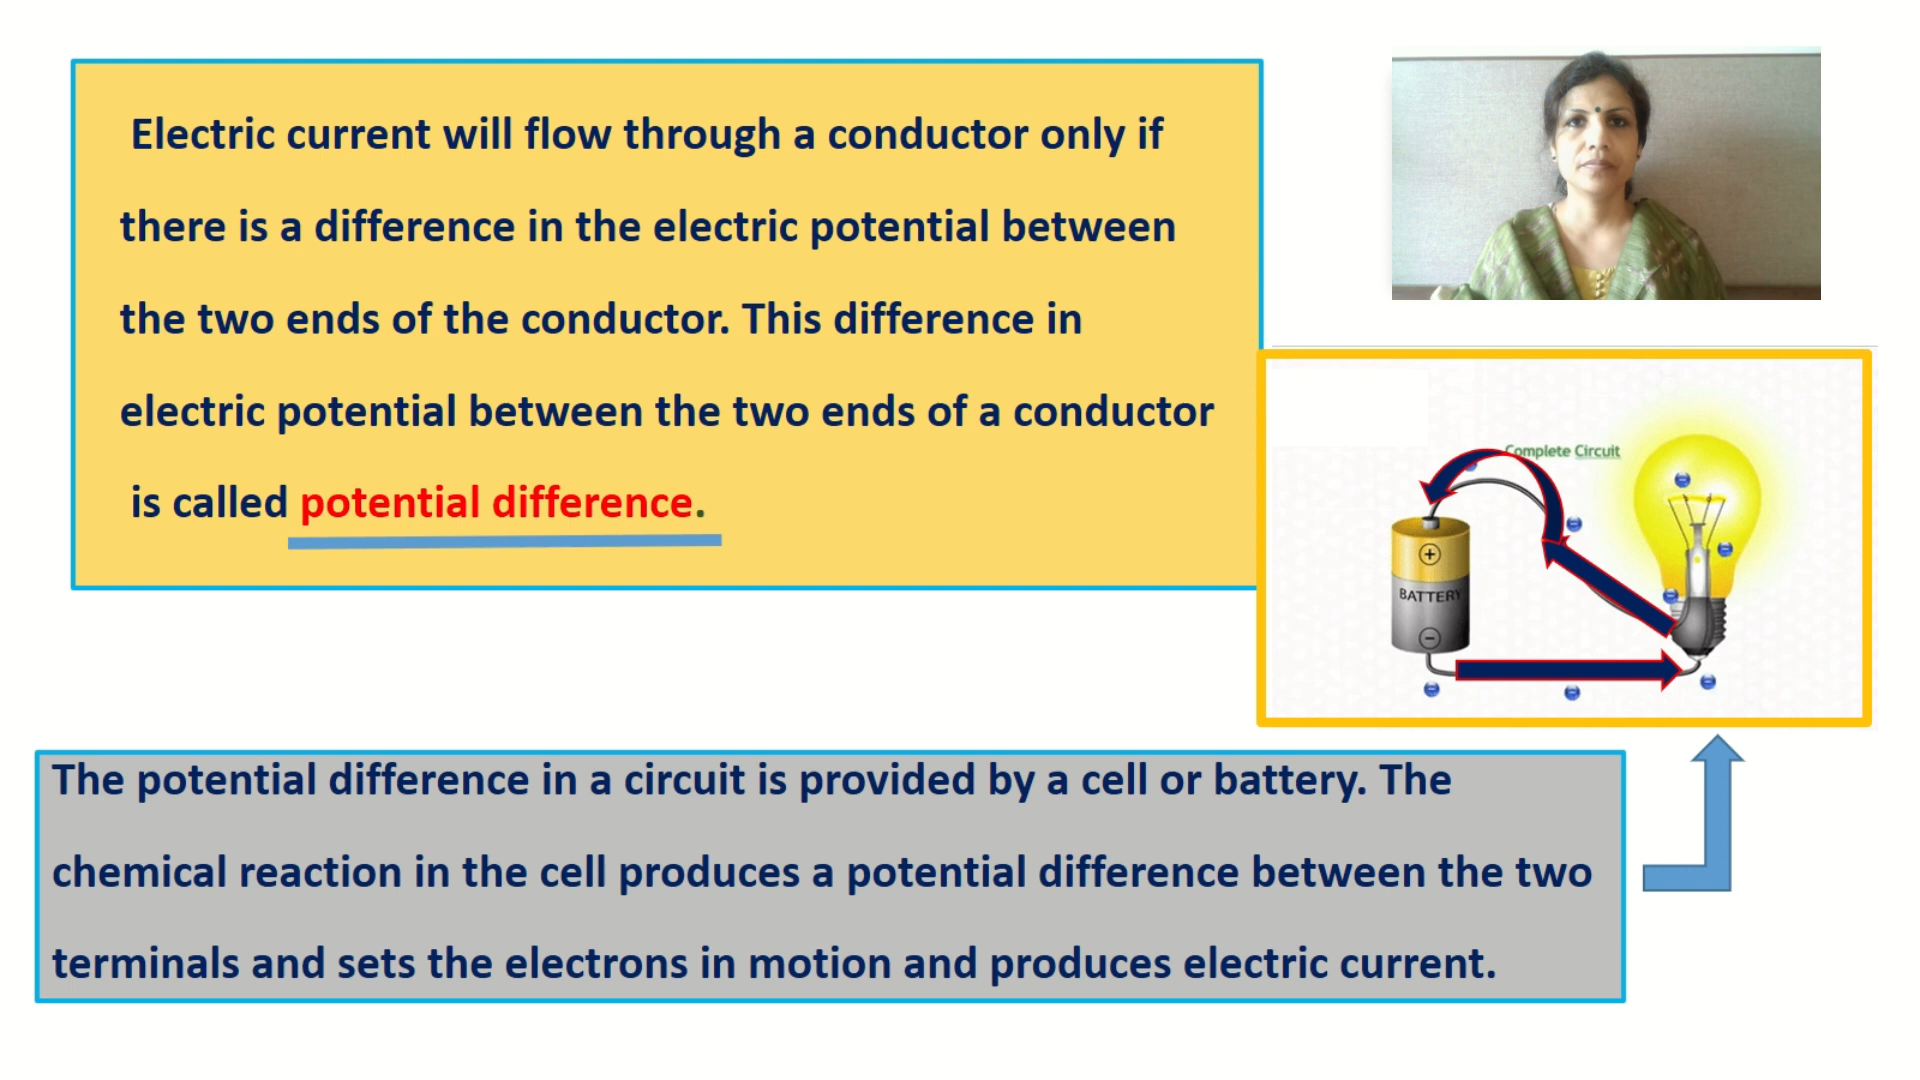 Electric current will flow through a conductor only if
there is a difference in the electric potential between
the two ends of the conductor. This difference in
electric potential between the two ends of a conductor
is called potential difference.
Complete Circuit
+
BATTERY
−
The potential difference in a circuit is provided by a cell or battery. The
chemical reaction in the cell produces a potential difference between the two
terminals and sets the electrons in motion and produces electric current.